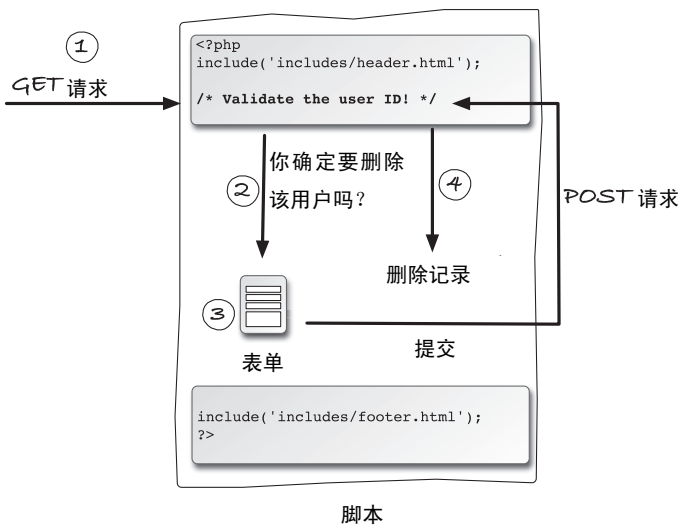 1
GET 请求
<?php
include('includes/header.html');
/* Validate the user ID! */
2
你确定要删除
该用户吗？
4
POST 请求
删除记录
3
表单
提交
include('includes/footer.html');
?>
脚本